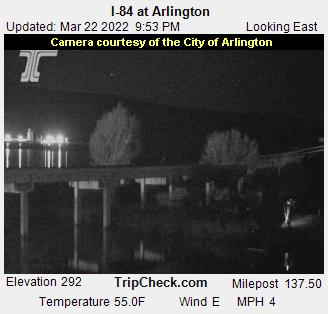 I-84 at Arlington
Updated: Mar 22 2022 9:53 PM Looking East
Camera courtesy of the City of Arlington
Elevation 292 TripCheck.com Milepost 137.50
Temperature 55.0F Wind E MPH 4